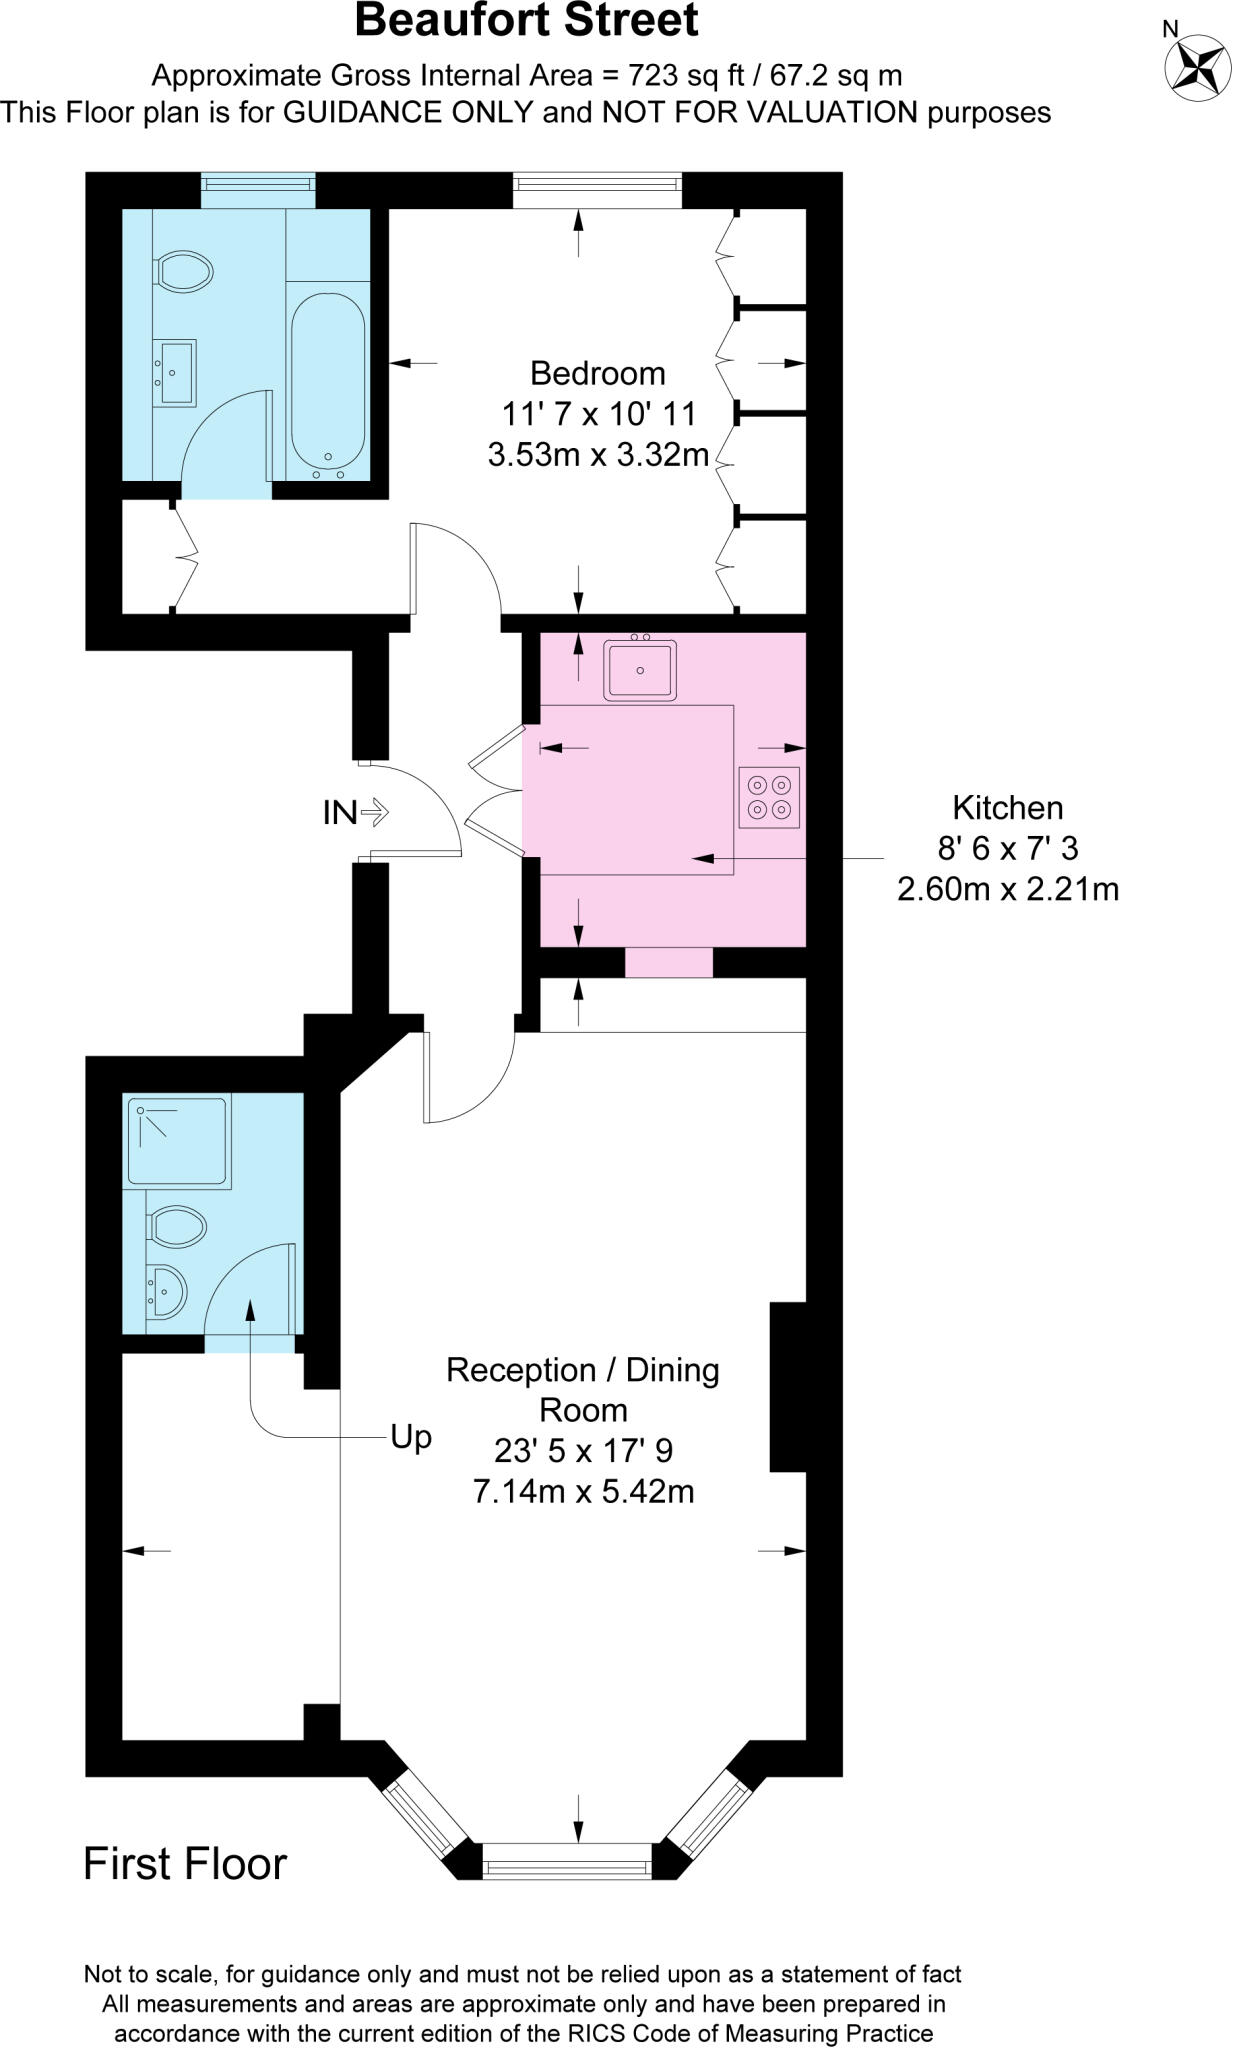 Beaufort Street
N
Approximate Gross Internal Area = 723 sq ft / 67.2 sq m
This Floor plan is for GUIDANCE ONLY and NOT FOR VALUATION purposes
Bedroom
11' 7 x 10' 11
3.53m x 3.32m
IN
Kitchen
8' 6 x 7' 3
2.60m x 2.21m
Reception / Dining
Room
23' 5 x 17' 9
7.14m x 5.42m
Up
First Floor
Not to scale, for guidance only and must not be relied upon as a statement of fact
All measurements and areas are approximate only and have been prepared in
accordance with the current edition of the RICS Code of Measuring Practice